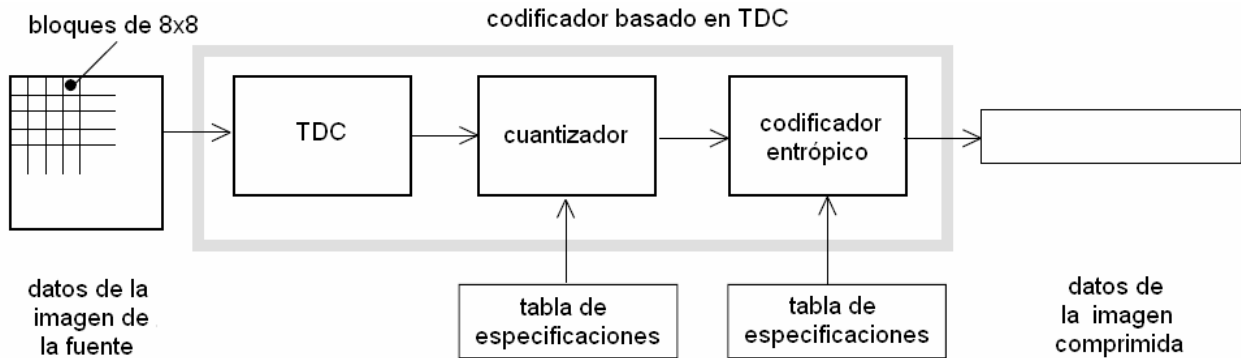 codificador basado en TDC
bloques de 8x8
TDC
cuantizador
codificador
entrópico
datos de la
imagen de
la fuente
tabla de
especificaciones
tabla de
especificaciones
datos de
la imagen
comprimida